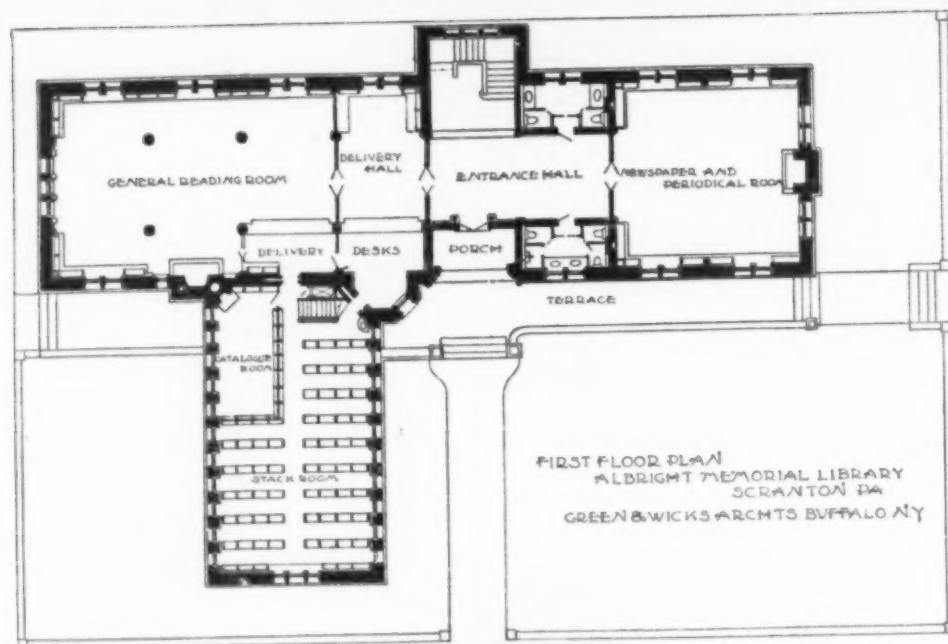 GENERAL READING ROOM
DELIVERY
HALL
ENTRANCE HALL
NEWSPAPER AND
PERIODICAL ROOM
DELIVERY
DESKS
PORCH
TERRACE
CATALOGUE
ROOM
STACK ROOM
FIRST FLOOR PLAN
ALBRIGHT MEMORIAL LIBRARY
SCRANTON PA
GREEN & WICKS ARCHTS BUFFALO NY